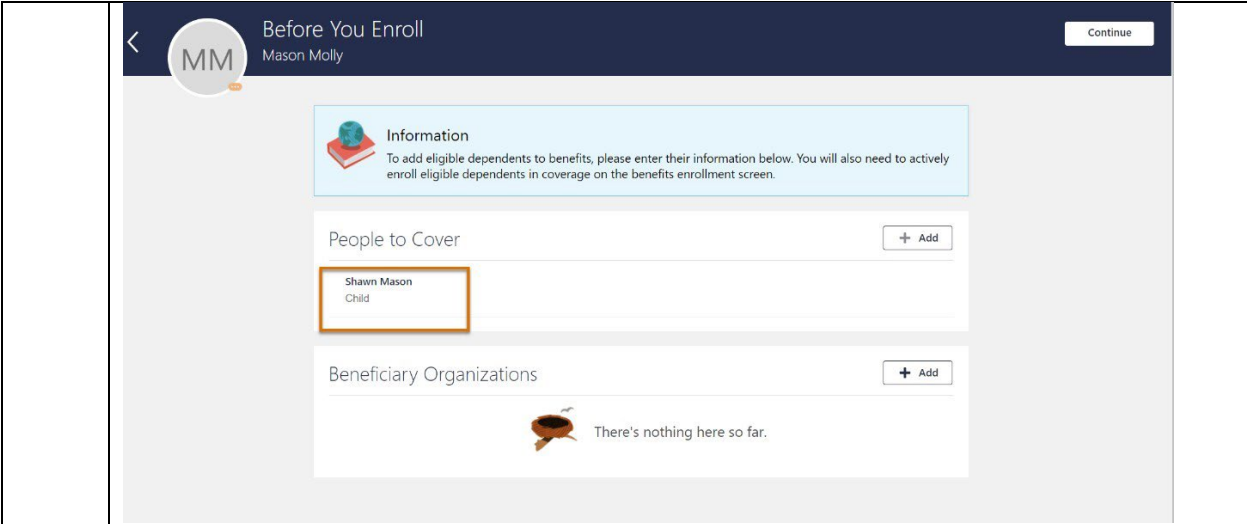 Before You Enroll
Continue
MM
Mason Molly
Information
To add eligible dependents to benefits, please enter their information below. You will also need to actively
enroll eligible dependents in coverage on the benefits enrollment screen.
People to Cover
+ Add
Shawn Mason
Child
Beneficiary Organizations
+ Add
There's nothing here so far.